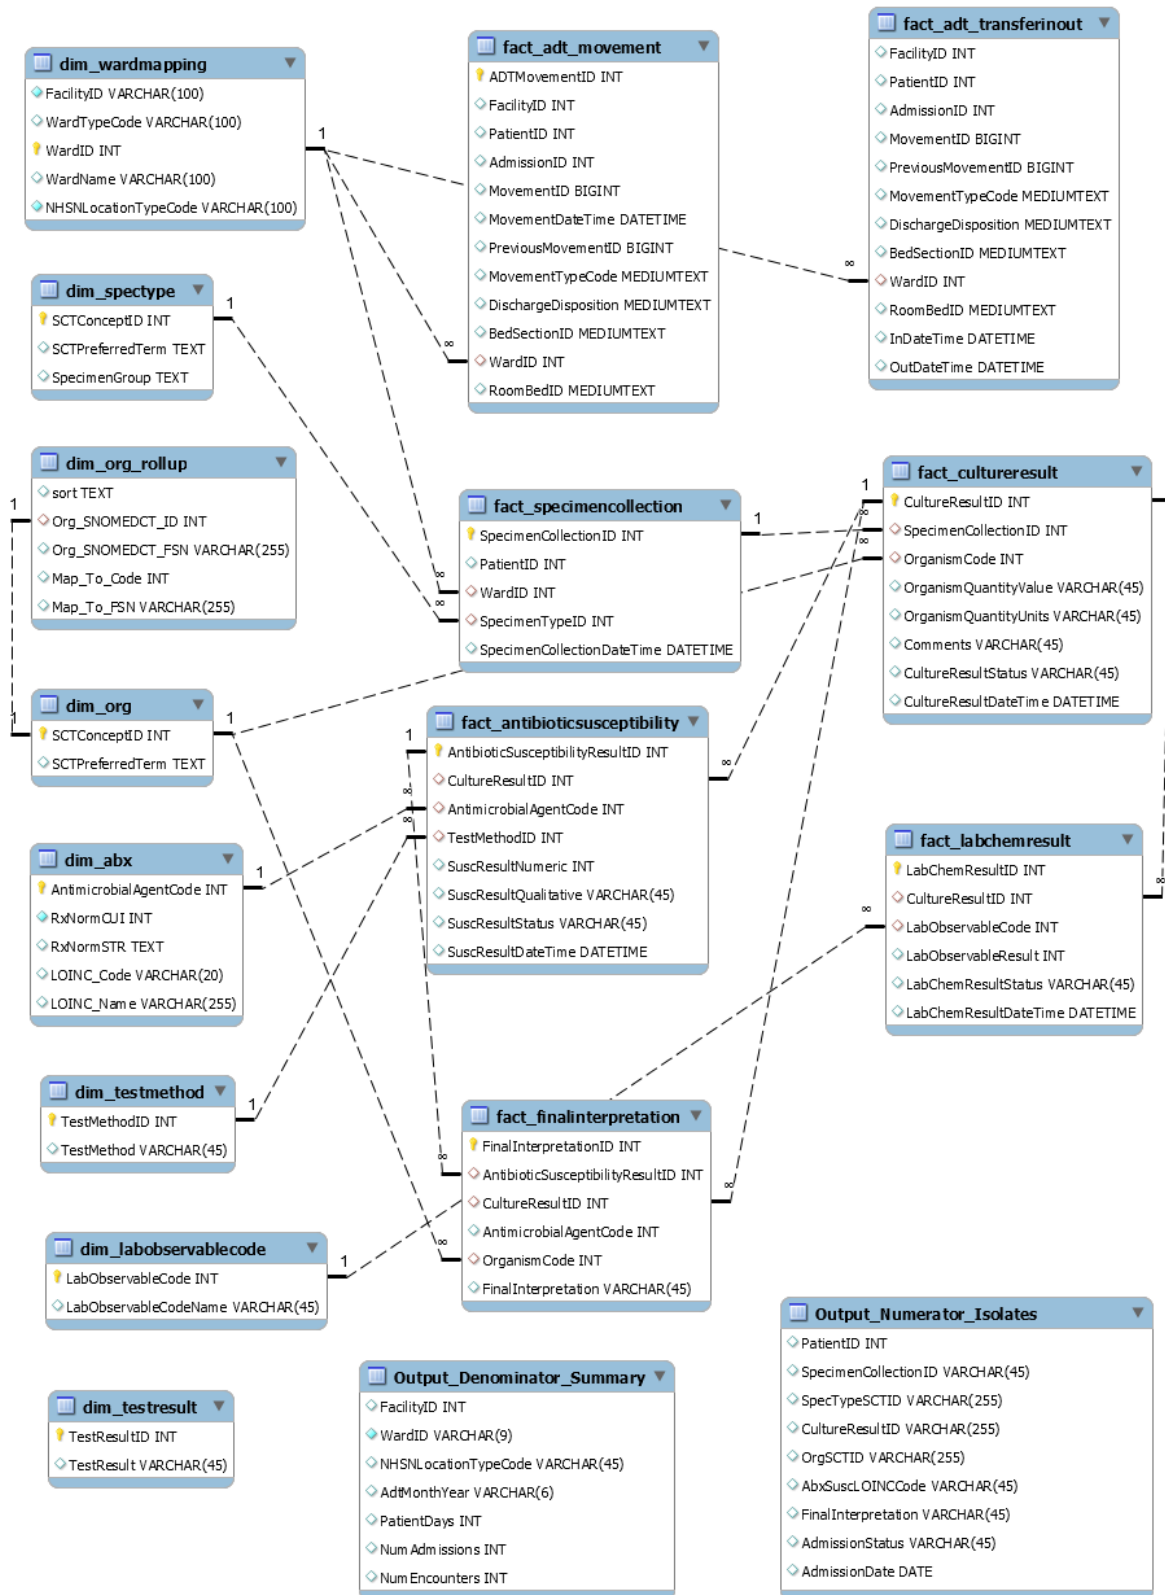 dim_wardmapping
FacilityID VARCHAR(100)
WardTypeCode VARCHAR(100)
WardID INT
WardName VARCHAR(100)
NHSNLocationTypeCode VARCHAR(100)
1
fact_adt_movement
ADTMovementID INT
FacilityID INT
PatientID INT
AdmissionID INT
MovementID BIGINT
MovementDateTime DATETIME
PreviousMovementID BIGINT
MovementTypeCode MEDIUMTEXT
DischargeDisposition MEDIUMTEXT
BedSectionID MEDIUMTEXT
WardID INT
RoomBedID MEDIUMTEXT
∞
fact_adt_transferinout
FacilityID INT
PatientID INT
AdmissionID INT
MovementID BIGINT
PreviousMovementID BIGINT
MovementTypeCode MEDIUMTEXT
DischargeDisposition MEDIUMTEXT
BedSectionID MEDIUMTEXT
WardID INT
RoomBedID MEDIUMTEXT
InDateTime DATETIME
OutDateTime DATETIME
∞
dim_spectype
SCTConceptID INT
SCTPreferredTerm TEXT
SpecimenGroup TEXT
1
dim_org_rollup
sort TEXT
Org_SNOMEDCT_ID INT
Org_SNOMEDCT_FSN VARCHAR(255)
Map_To_Code INT
Map_To_FSN VARCHAR(255)
1
fact_specimencollection
SpecimenCollectionID INT
PatientID INT
WardID INT
SpecimenTypeID INT
SpecimenCollectionDateTime DATETIME
1
∞
∞
fact_cultureresult
CultureResultID INT
SpecimenCollectionID INT
OrganismCode INT
OrganismQuantityValue VARCHAR(45)
OrganismQuantityUnits VARCHAR(45)
Comments VARCHAR(45)
CultureResultStatus VARCHAR(45)
CultureResultDateTime DATETIME
1
1
∞
∞
dim_org
SCTConceptID INT
SCTPreferredTerm TEXT
1
1
fact_antibioticsusceptibility
AntibioticSusceptibilityResultID INT
CultureResultID INT
AntimicrobialAgentCode INT
TestMethodID INT
SuscResultNumeric INT
SuscResultQualitative VARCHAR(45)
SuscResultStatus VARCHAR(45)
SuscResultDateTime DATETIME
1
∞
∞
∞
dim_abx
AntimicrobialAgentCode INT
RxNormCUI INT
RxNormSTR TEXT
LOINC_Code VARCHAR(20)
LOINC_Name VARCHAR(255)
1
fact_labchemresult
LabChemResultID INT
CultureResultID INT
LabObservableCode INT
LabObservableResult INT
LabChemResultStatus VARCHAR(45)
LabChemResultDateTime DATETIME
∞
∞
dim_testmethod
TestMethodID INT
TestMethod VARCHAR(45)
1
fact_finalinterpretation
FinalInterpretationID INT
AntibioticSusceptibilityResultID INT
CultureResultID INT
AntimicrobialAgentCode INT
OrganismCode INT
FinalInterpretation VARCHAR(45)
∞
∞
∞
dim_labobservablecode
LabObservableCode INT
LabObservableCodeName VARCHAR(45)
1
dim_testresult
TestResultID INT
TestResult VARCHAR(45)
Output_Denominator_Summary
FacilityID INT
WardID VARCHAR(9)
NHSNLocationTypeCode VARCHAR(45)
AdtMonthYear VARCHAR(6)
PatientDays INT
NumAdmissions INT
NumEncounters INT
Output_Numerator_Isolates
PatientID INT
SpecimenCollectionID VARCHAR(45)
SpecTypeSCTID VARCHAR(255)
CultureResultID VARCHAR(255)
OrgSCTID VARCHAR(255)
AbxSuscLOINCCode VARCHAR(45)
FinalInterpretation VARCHAR(45)
AdmissionStatus VARCHAR(45)
AdmissionDate DATE